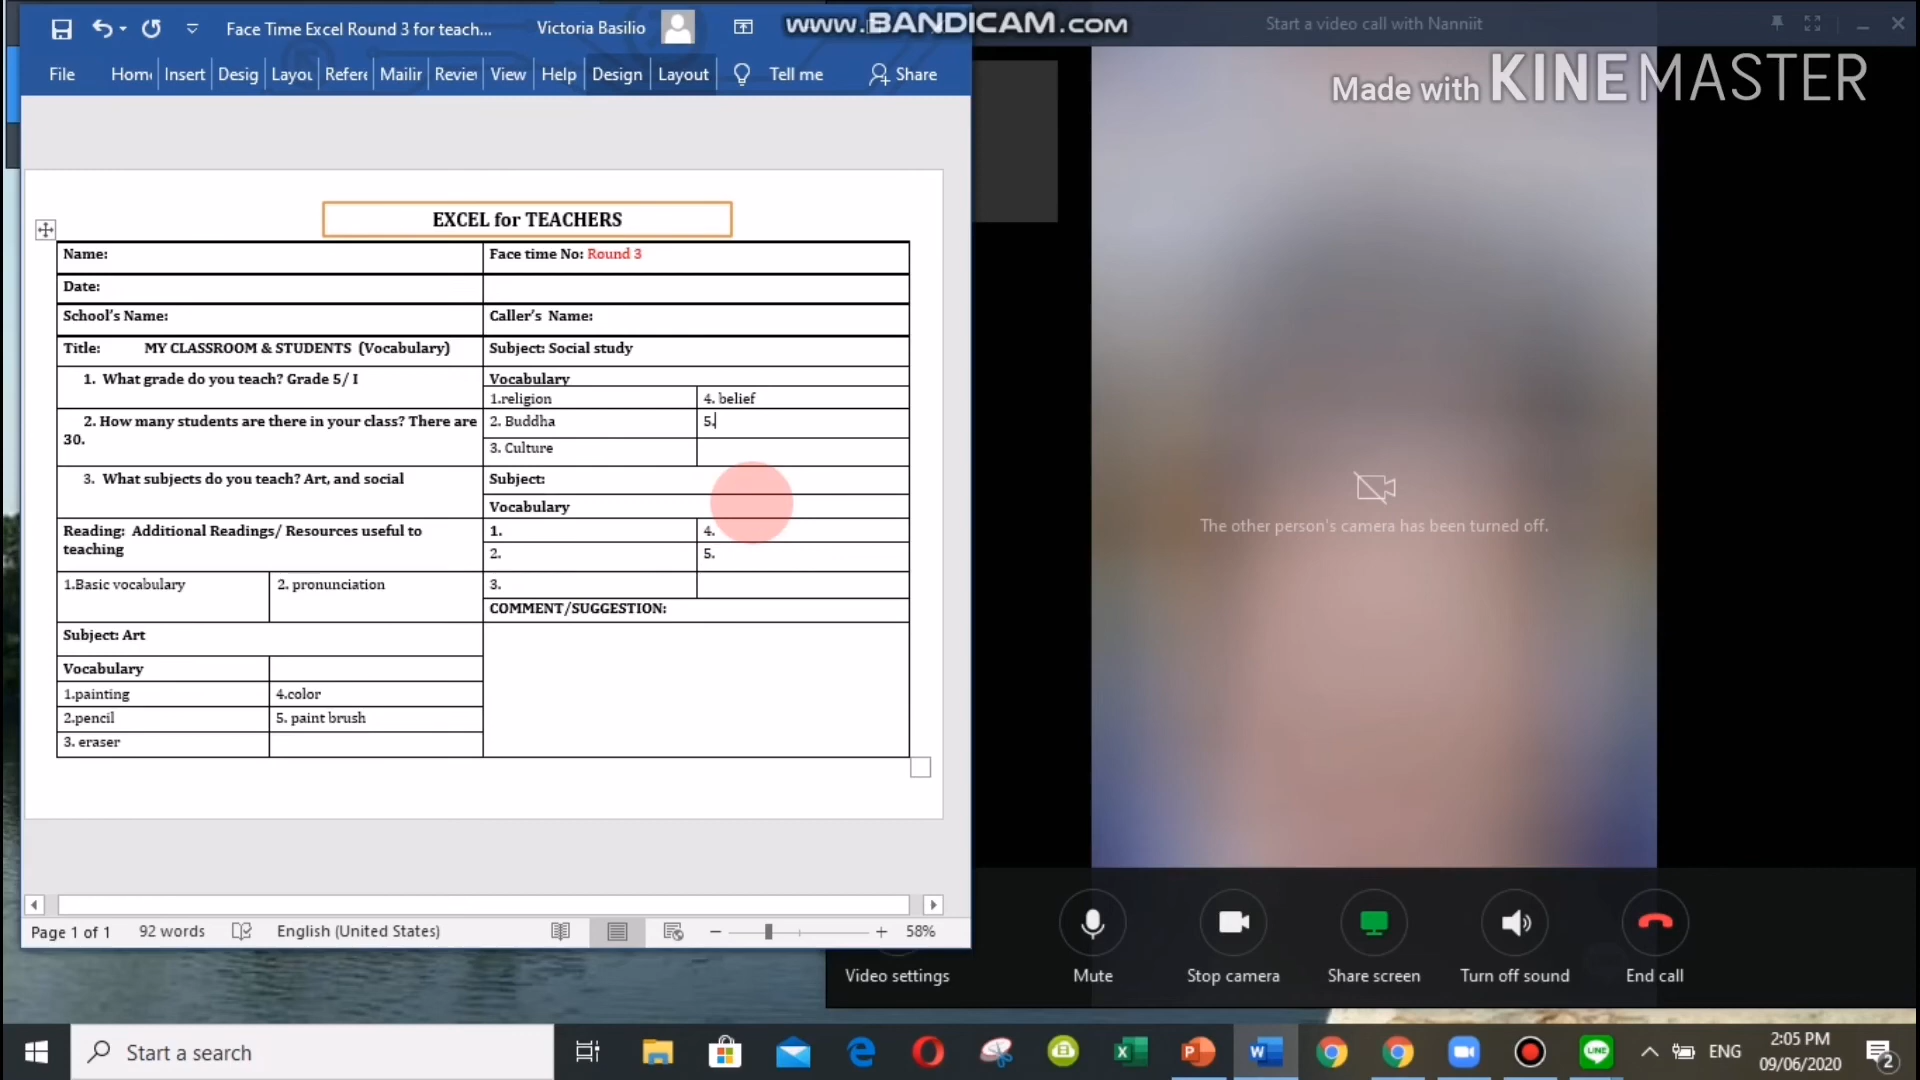 Face Time Excel Round 3 for teach...
Victoria Basilio
www.BANDICAM.com
Start a video call with Nanniit
Made with KINEMASTER
File Hom Insert Desig Layou Refere Mailin Review View Help Design Layout Tell me Share
EXCEL for TEACHERS
Name:
Face time No: Round 3
Date:
School's Name:
Caller's Name:
Title: MY CLASSROOM & STUDENTS (Vocabulary)
Subject: Social study
1. What grade do you teach? Grade 5/ I
Vocabulary
1.religion
4. belief
2. How many students are there in your class? There are
30.
2. Buddha
5.
3. Culture
3. What subjects do you teach? Art, and social
Subject:
Vocabulary
Reading: Additional Readings/ Resources useful to
teaching
1.
4.
2.
5.
1.Basic vocabulary
2. pronunciation
3.
COMMENT/SUGGESTION:
Subject: Art
Vocabulary
1.painting
4.color
2.pencil
5. paint brush
3. eraser
The other person's camera has been turned off.
Page 1 of 1
92 words
English (United States)
58%
Video settings
Mute
Stop camera
Share screen
Turn off sound
End call
Start a search
ENG
2:05 PM
09/06/2020
2